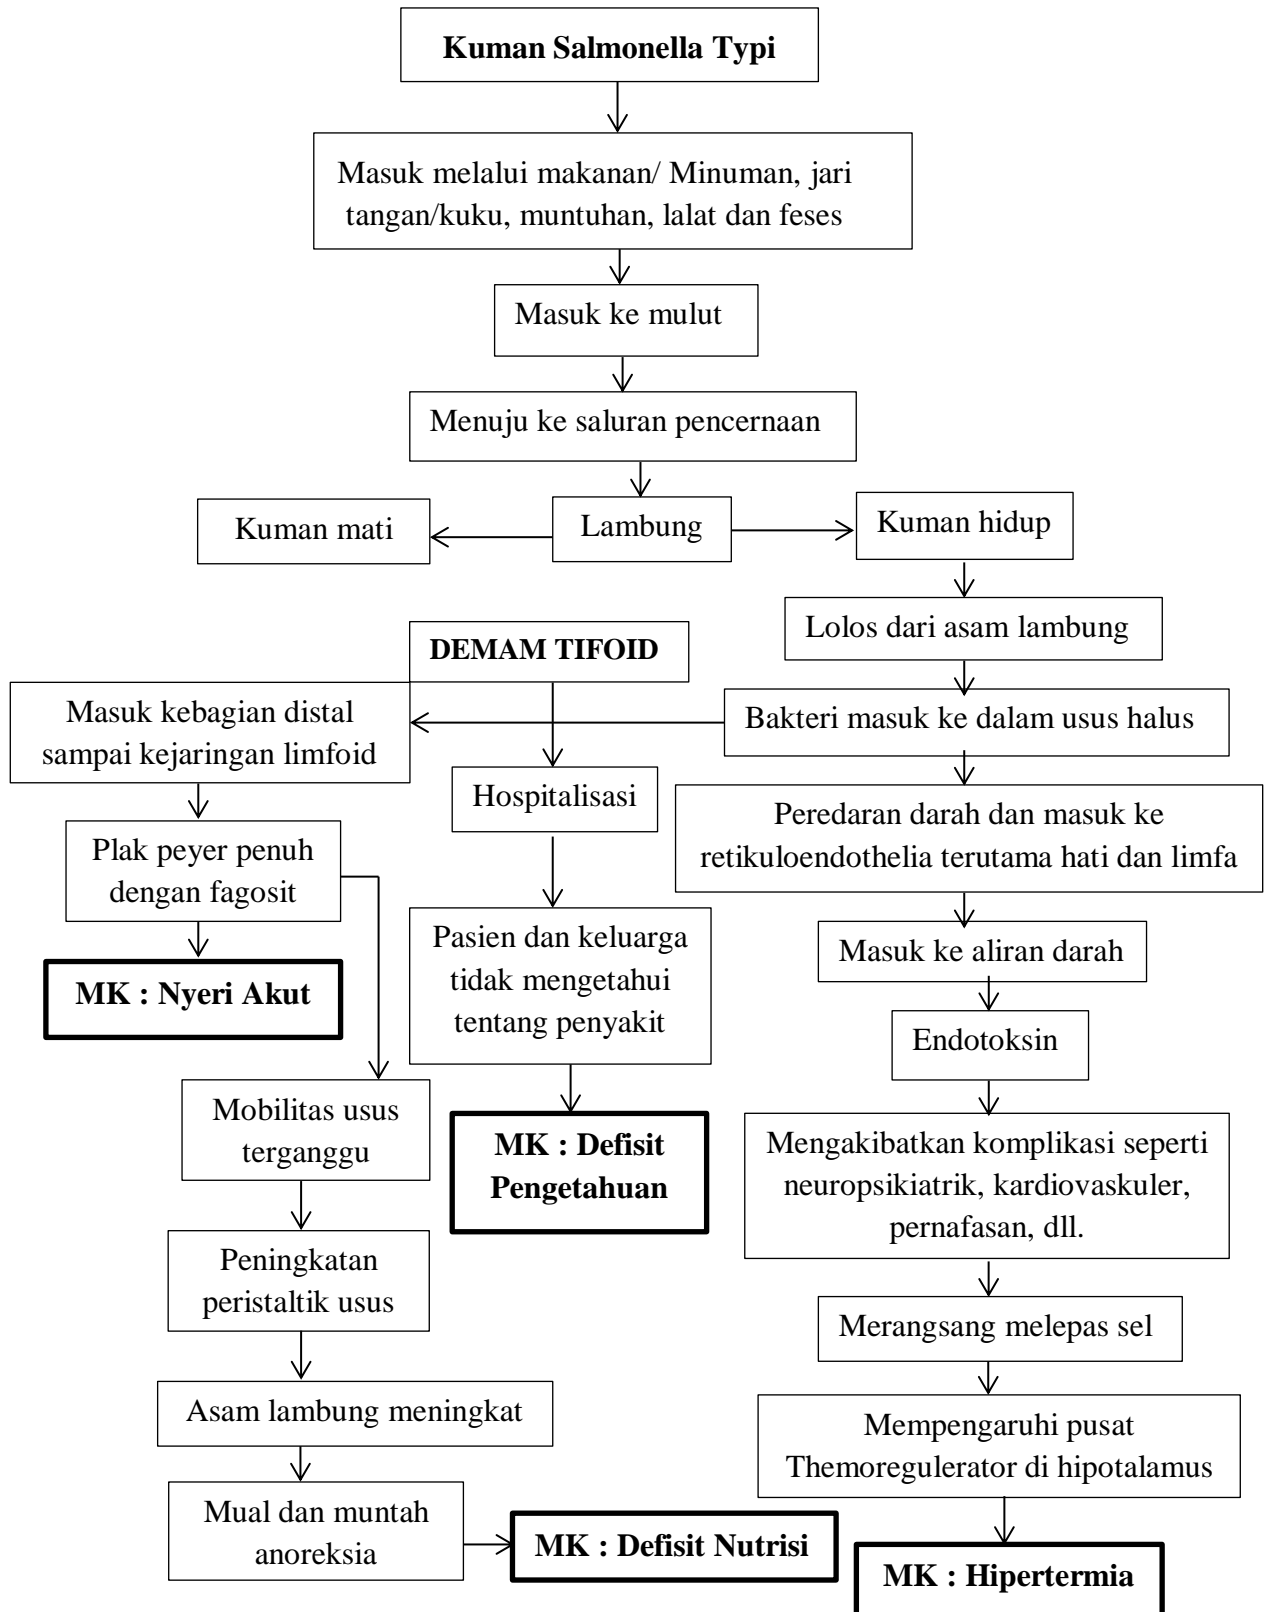 Kuman Salmonella Typi
Masuk melalui makanan/ Minuman, jari
tangan/kuku, muntuhan, lalat dan feses
Masuk ke mulut
Menuju ke saluran pencernaan
Kuman mati
Lambung
Kuman hidup
Lolos dari asam lambung
DEMAM TIFOID
Masuk kebagian distal
sampai kejaringan limfoid
Bakteri masuk ke dalam usus halus
Hospitalisasi
Peredaran darah dan masuk ke
retikuloendothelia terutama hati dan limfa
Plak peyer penuh
dengan fagosit
Pasien dan keluarga
tidak mengetahui
tentang penyakit
Masuk ke aliran darah
MK : Nyeri Akut
Endotoksin
Mobilitas usus
terganggu
MK : Defisit
Pengetahuan
Mengakibatkan komplikasi seperti
neuropsikiatrik, kardiovaskuler,
pernafasan, dll.
Peningkatan
peristaltik usus
Merangsang melepas sel
Asam lambung meningkat
Mempengaruhi pusat
Themoregulerator di hipotalamus
Mual dan muntah
anoreksia
MK : Defisit Nutrisi
MK : Hipertermia